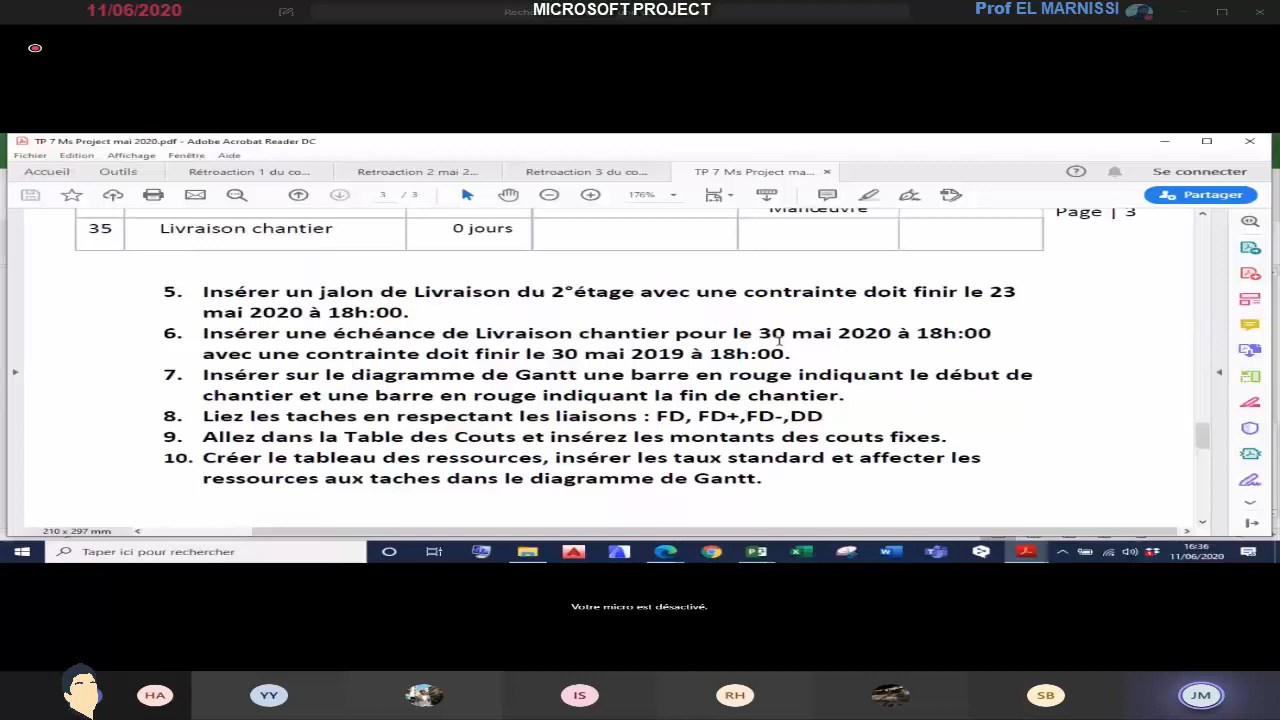 11/06/2020
Reche
MICROSOFT PROJECT
Prof EL MARNISSI
TP 7 Ms Project mai 2020.pdf - Adobe Acrobat Reader DC
Fichier Edition Affichage Fenêtre Aide
Accueil Outils Rétroaction 1 du co... Retroaction 2 mai 2... Retroaction 3 du co... TP 7 Ms Project ma... × Se connecter
3 / 3 176% Partager
Manœuvre
Page | 3
35 Livraison chantier 0 jours
5. Insérer un jalon de Livraison du 2°étage avec une contrainte doit finir le 23
mai 2020 à 18h:00.
6. Insérer une échéance de Livraison chantier pour le 30 mai 2020 à 18h:00
avec une contrainte doit finir le 30 mai 2019 à 18h:00.
7. Insérer sur le diagramme de Gantt une barre en rouge indiquant le début de
chantier et une barre en rouge indiquant la fin de chantier.
8. Liez les taches en respectant les liaisons : FD, FD+,FD-,DD
9. Allez dans la Table des Couts et insérez les montants des couts fixes.
10. Créer le tableau des ressources, insérer les taux standard et affecter les
ressources aux taches dans le diagramme de Gantt.
210 x 297 mm
Taper ici pour rechercher
16:36
11/06/2020
Votre micro est désactivé.
HA YY IS RH SB JM